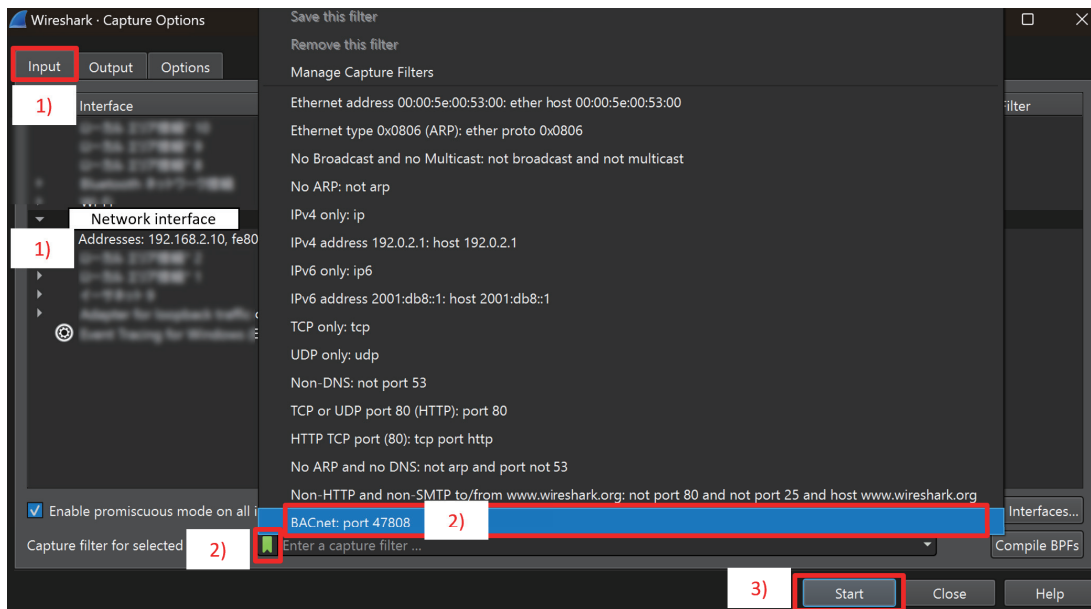 Wireshark · Capture Options
Input
Output
Options
1)
Interface
Network interface
1)
Addresses: 192.168.2.10, fe80
Save this filter
Remove this filter
Manage Capture Filters
Ethernet address 00:00:5e:00:53:00: ether host 00:00:5e:00:53:00
Ethernet type 0x0806 (ARP): ether proto 0x0806
No Broadcast and no Multicast: not broadcast and not multicast
No ARP: not arp
IPv4 only: ip
IPv4 address 192.0.2.1: host 192.0.2.1
IPv6 only: ip6
IPv6 address 2001:db8::1: host 2001:db8::1
TCP only: tcp
UDP only: udp
Non-DNS: not port 53
TCP or UDP port 80 (HTTP): port 80
HTTP TCP port (80): tcp port http
No ARP and no DNS: not arp and port not 53
Non-HTTP and non-SMTP to/from www.wireshark.org: not port 80 and not port 25 and host www.wireshark.org
BACnet: port 47808
2)
Enable promiscuous mode on all
Interfaces...
Capture filter for selected
2)
Enter a capture filter ...
Compile BPFs
3)
Start
Close
Help